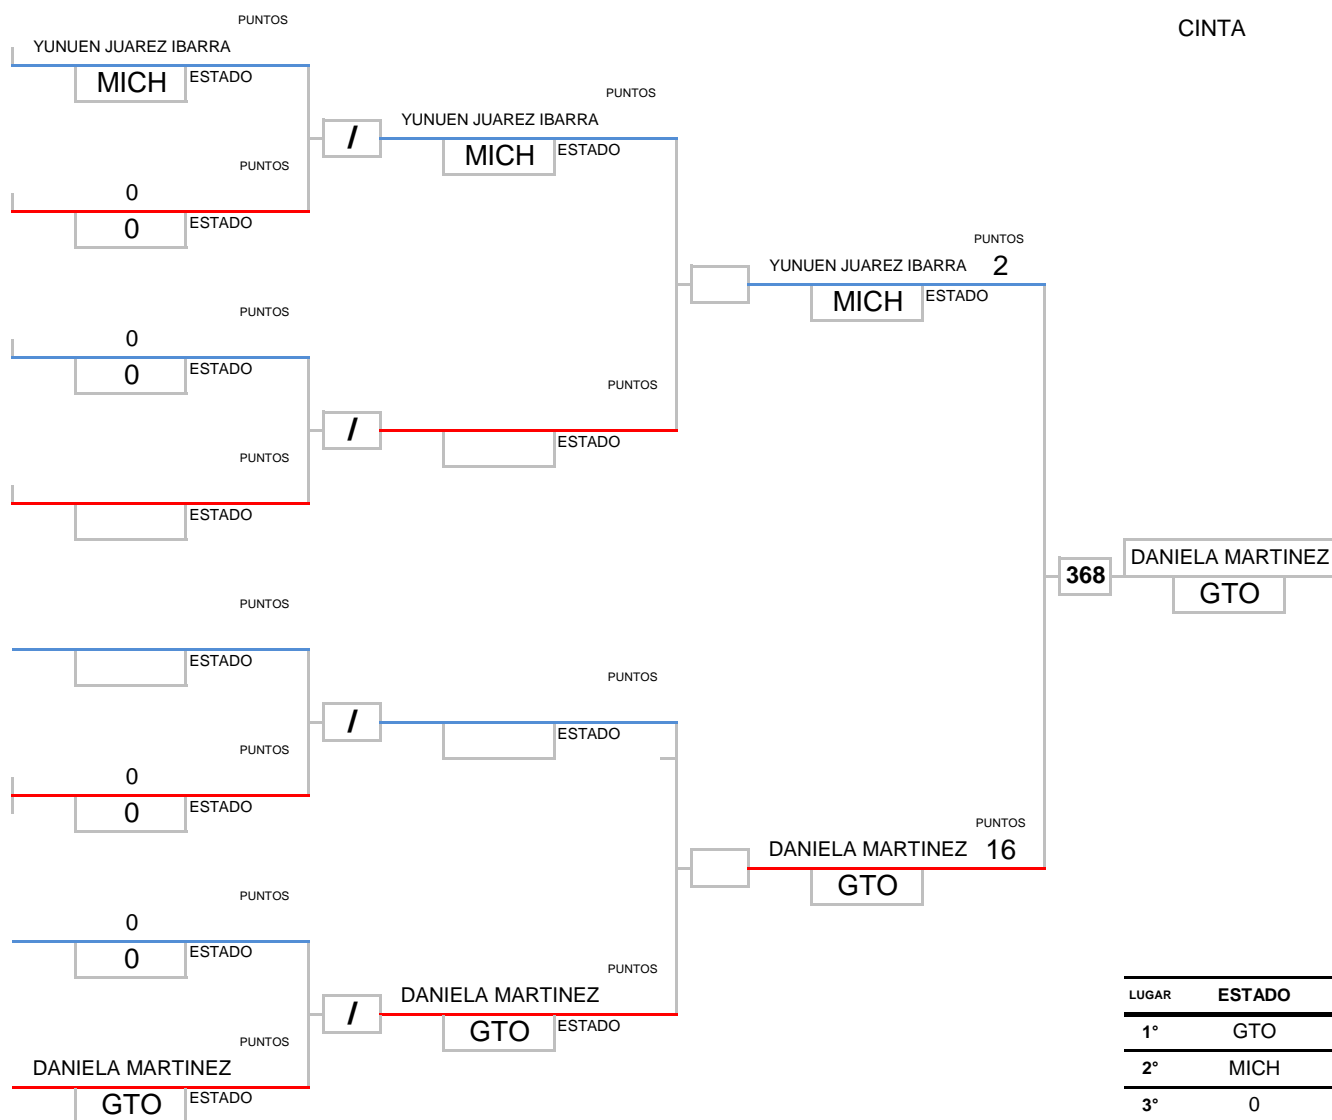 PUNTOS
CINTA
YUNUEN JUAREZ IBARRA
MICH ESTADO
PUNTOS
/
YUNUEN JUAREZ IBARRA
MICH ESTADO
PUNTOS
0
0 ESTADO
PUNTOS
YUNUEN JUAREZ IBARRA 2
MICH ESTADO
PUNTOS
0
0 ESTADO
PUNTOS
/
ESTADO
PUNTOS
ESTADO
368
DANIELA MARTINEZ
GTO
PUNTOS
ESTADO
PUNTOS
/
ESTADO
PUNTOS
0
0 ESTADO
PUNTOS
DANIELA MARTINEZ 16
GTO
PUNTOS
0
0 ESTADO
PUNTOS
/
DANIELA MARTINEZ
GTO ESTADO
PUNTOS
DANIELA MARTINEZ
GTO ESTADO
LUGAR ESTADO
1° GTO
2° MICH
3° 0